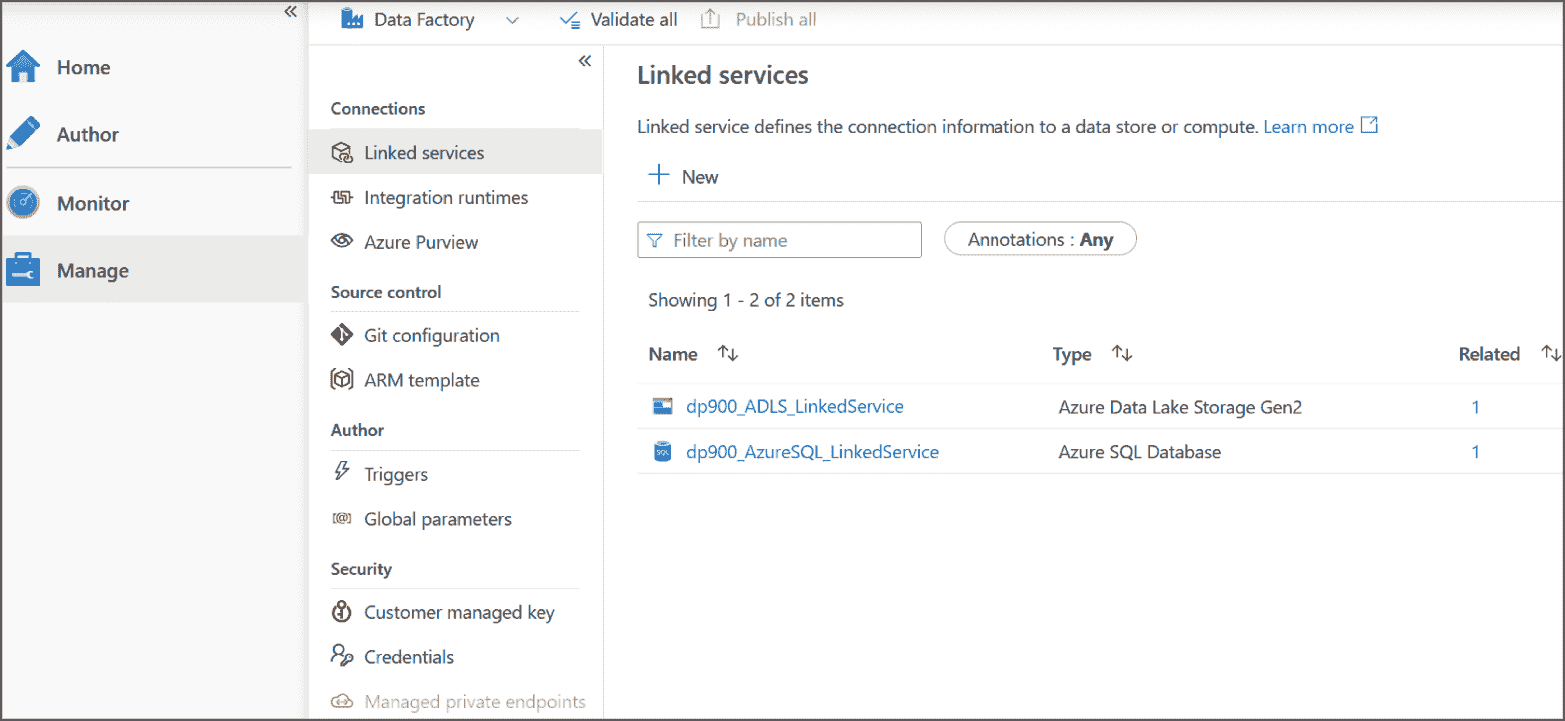 Data Factory
Validate all
Publish all
Home
Author
Monitor
Manage
Connections
Linked services
Integration runtimes
Azure Purview
Source control
Git configuration
ARM template
Author
Triggers
Global parameters
Security
Customer managed key
Credentials
Managed private endpoints
Linked services
Linked service defines the connection information to a data store or compute. Learn more
New
Filter by name
Annotations : Any
Showing 1 - 2 of 2 items
Name Type Related
dp900_ADLS_LinkedService Azure Data Lake Storage Gen2 1
SQL dp900_AzureSQL_LinkedService Azure SQL Database 1